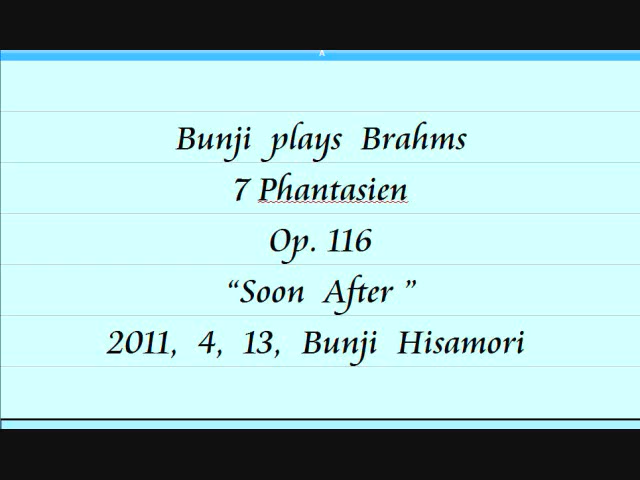 A
Bunji plays Brahms
7 Phantasien
Op. 116
“Soon After ”
2011, 4, 13, Bunji Hisamori